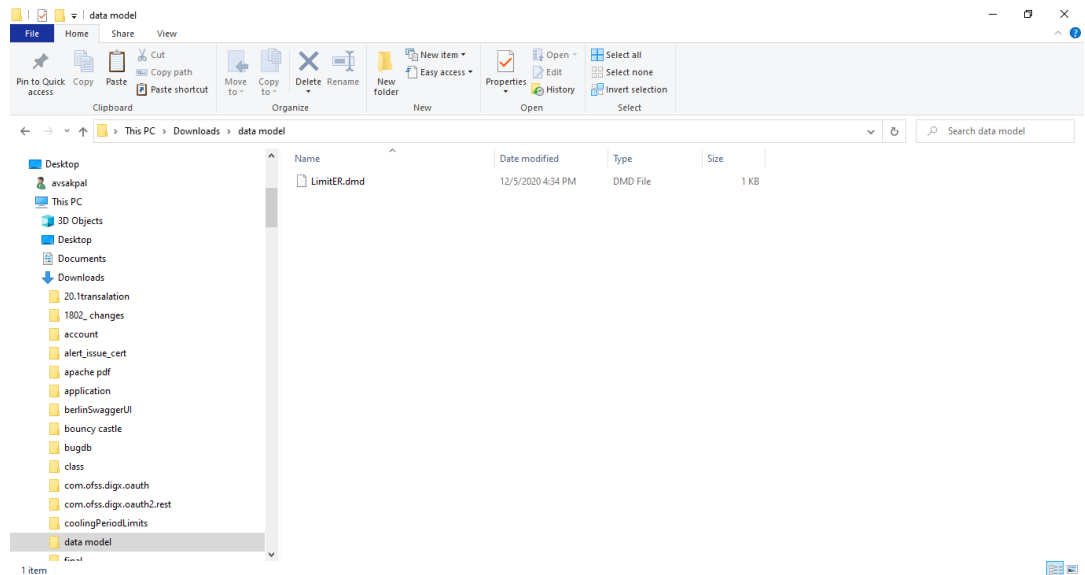 data model
File Home Share View
Pin to Quick access
Copy
Paste
Cut
Copy path
Paste shortcut
Clipboard
Move to
Copy to
Delete
Rename
Organize
New folder
New item
Easy access
New
Properties
Open
Edit
History
Open
Select all
Select none
Invert selection
Select
This PC > Downloads > data model
Search data model
Name Date modified Type Size
LimitER.dmd 12/5/2020 4:34 PM DMD File 1 KB
Desktop
avsakpal
This PC
3D Objects
Desktop
Documents
Downloads
20.1transalation
1802_ changes
account
alert_issue_cert
apache pdf
application
berlinSwaggerUI
bouncy castle
bugdb
class
com.ofss.digx.oauth
com.ofss.digx.oauth2.rest
coolingPeriodLimits
data model
final
1 item